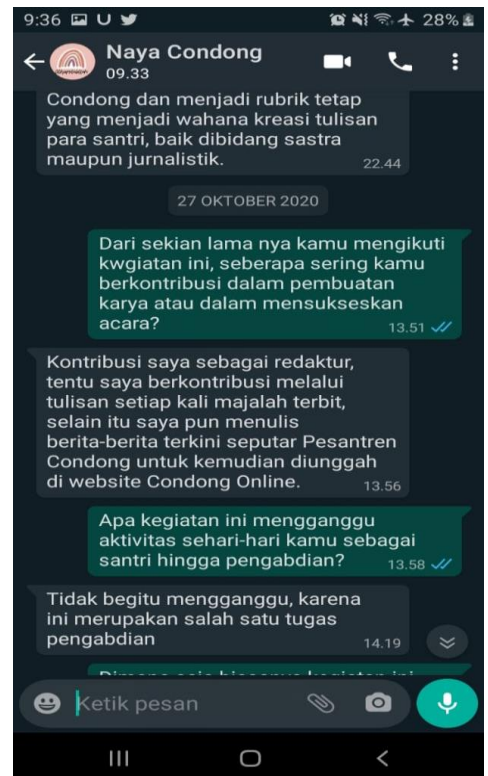 9:36 28%
Naya Condong
09.33
Condong dan menjadi rubrik tetap
yang menjadi wahana kreasi tulisan
para santri, baik dibidang sastra
maupun jurnalistik. 22.44
27 OKTOBER 2020
Dari sekian lama nya kamu mengikuti
kwgiatan ini, seberapa sering kamu
berkontribusi dalam pembuatan
karya atau dalam mensukseskan
acara? 13.51
Kontribusi saya sebagai redaktur,
tentu saya berkontribusi melalui
tulisan setiap kali majalah terbit,
selain itu saya pun menulis
berita-berita terkini seputar Pesantren
Condong untuk kemudian diunggah
di website Condong Online. 13.56
Apa kegiatan ini mengganggu
aktivitas sehari-hari kamu sebagai
santri hingga pengabdian? 13.58
Tidak begitu mengganggu, karena
ini merupakan salah satu tugas
pengabdian 14.19
Ketik pesan